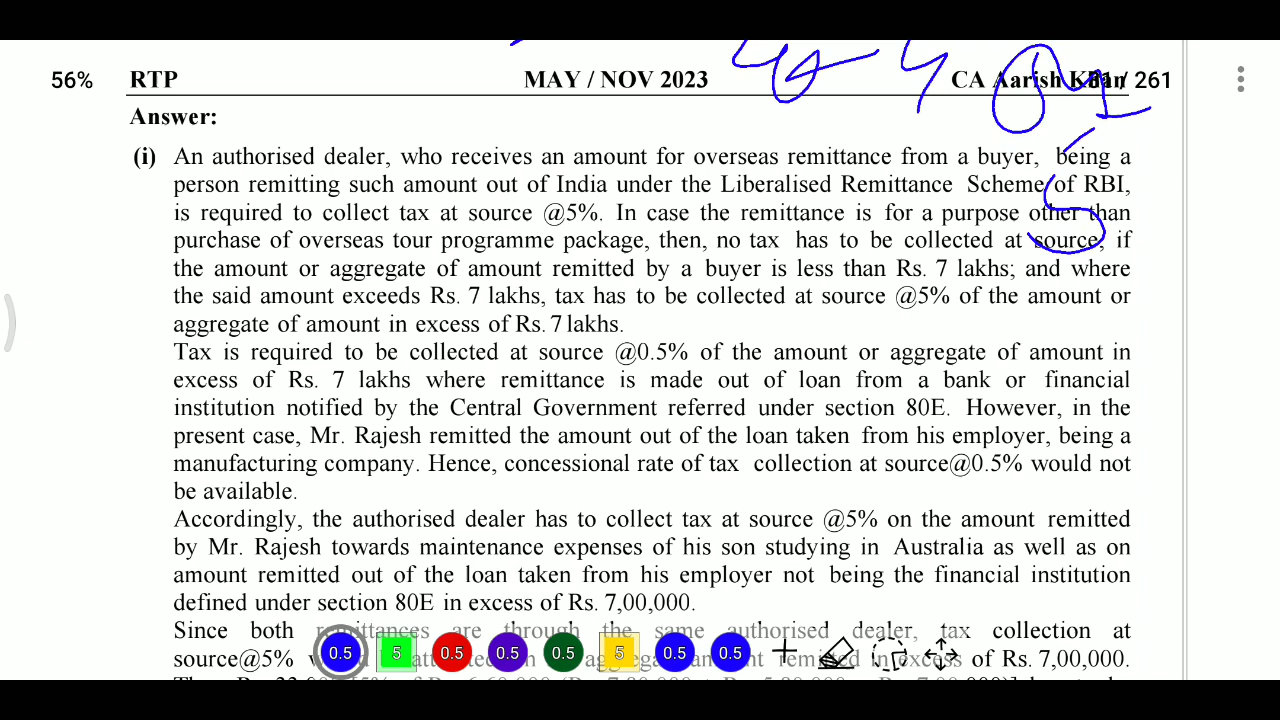 56% RTP MAY / NOV 2023 CA Aarish Khan / 261
Answer:
(i) An authorised dealer, who receives an amount for overseas remittance from a buyer, being a
person remitting such amount out of India under the Liberalised Remittance Scheme of RBI,
is required to collect tax at source @5%. In case the remittance is for a purpose other than
purchase of overseas tour programme package, then, no tax has to be collected at source, if
the amount or aggregate of amount remitted by a buyer is less than Rs. 7 lakhs; and where
the said amount exceeds Rs. 7 lakhs, tax has to be collected at source @5% of the amount or
aggregate of amount in excess of Rs. 7 lakhs.
Tax is required to be collected at source @0.5% of the amount or aggregate of amount in
excess of Rs. 7 lakhs where remittance is made out of loan from a bank or financial
institution notified by the Central Government referred under section 80E. However, in the
present case, Mr. Rajesh remitted the amount out of the loan taken from his employer, being a
manufacturing company. Hence, concessional rate of tax collection at source@0.5% would not
be available.
Accordingly, the authorised dealer has to collect tax at source @5% on the amount remitted
by Mr. Rajesh towards maintenance expenses of his son studying in Australia as well as on
amount remitted out of the loan taken from his employer not being the financial institution
defined under section 80E in excess of Rs. 7,00,000.
Since both remittances are through the same authorised dealer, tax collection at
source@5% remitted in excess of Rs. 7,00,000.
0.5 5 0.5 0.5 0.5 5 0.5 0.5